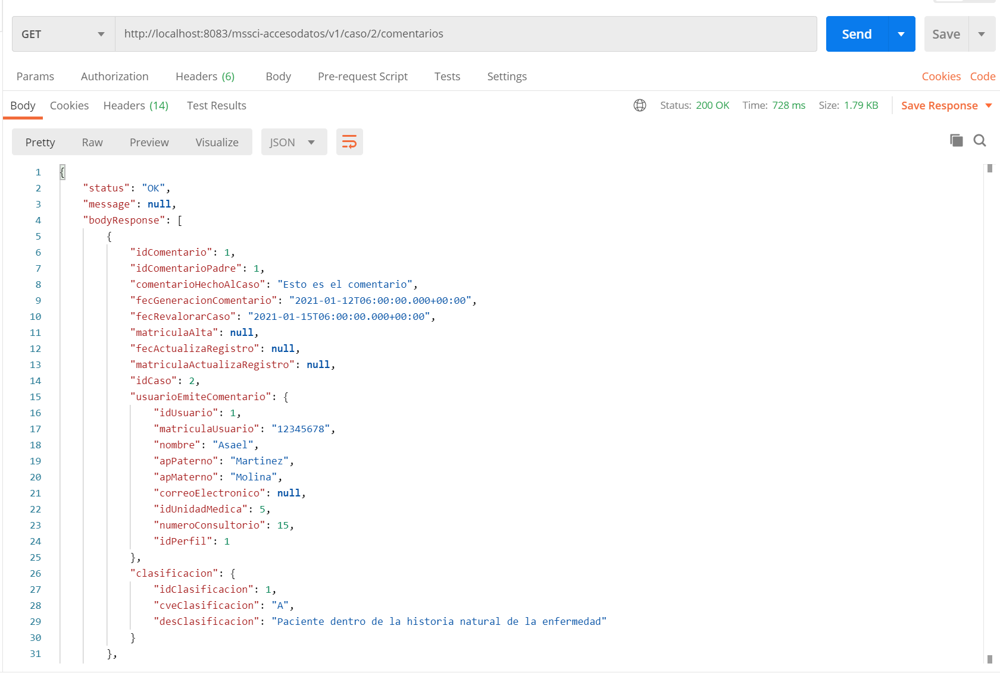 GET http://localhost:8083/mssci-accesodatos/v1/caso/2/comentarios Send Save
Params Authorization Headers (6) Body Pre-request Script Tests Settings Cookies Code
Body Cookies Headers (14) Test Results Status: 200 OK Time: 728 ms Size: 1.79 KB Save Response
Pretty Raw Preview Visualize JSON
1 {
2 "status": "OK",
3 "message": null,
4 "bodyResponse": [
5 {
6 "idComentario": 1,
7 "idComentarioPadre": 1,
8 "comentarioHechoAlCaso": "Esto es el comentario",
9 "fecGeneracionComentario": "2021-01-12T06:00:00.000+00:00",
10 "fecRevalorarCaso": "2021-01-15T06:00:00.000+00:00",
11 "matriculaAlta": null,
12 "fecActualizaRegistro": null,
13 "matriculaActualizaRegistro": null,
14 "idCaso": 2,
15 "usuarioEmiteComentario": {
16 "idUsuario": 1,
17 "matriculaUsuario": "12345678",
18 "nombre": "Asael",
19 "apPaterno": "Martinez",
20 "apMaterno": "Molina",
21 "correoElectronico": null,
22 "idUnidadMedica": 5,
23 "numeroConsultorio": 15,
24 "idPerfil": 1
25 },
26 "clasificacion": {
27 "idClasificacion": 1,
28 "cveClasificacion": "A",
29 "desClasificacion": "Paciente dentro de la historia natural de la enfermedad"
30 }
31 },